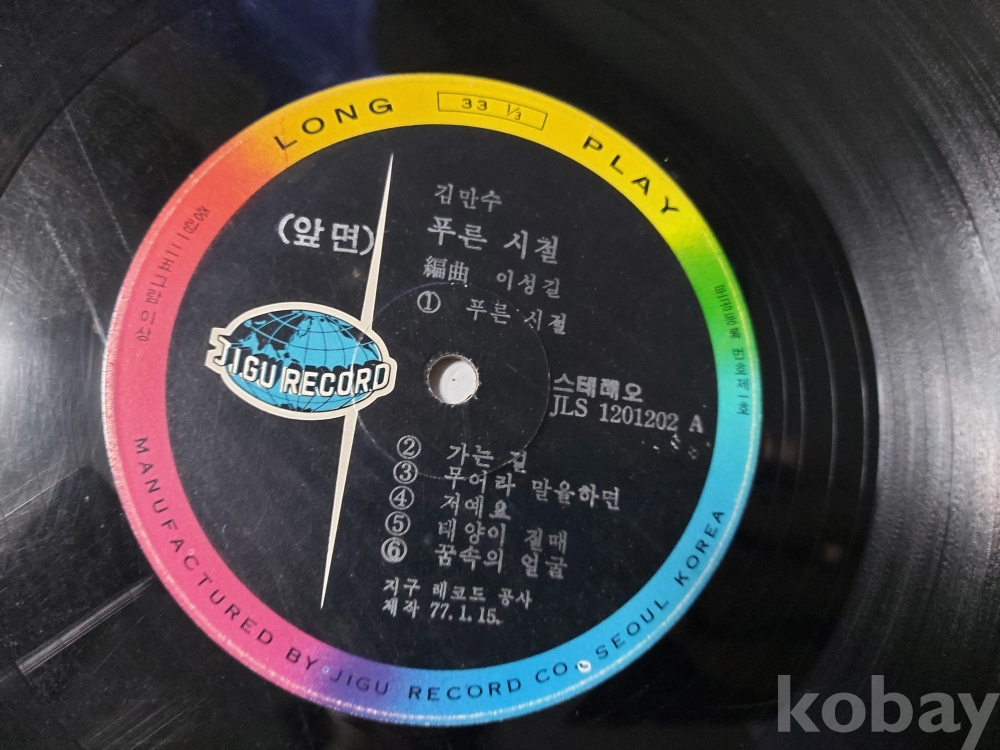 LONG 33 1/3 PLAY
김만수
(앞면)
푸른 시절
編曲 이성길
① 푸른 시절
JIGU RECORD
스테레오
JLS 1201202 A
② 가는 길
③ 무어라 말을하면
④ 저예요
⑤ 태양이 질때
⑥ 꿈속의 얼굴
지구 레코드 공사
제작 77.1.15.
MANUFACTURED BY JIGU RECORD CO. SEOUL KOREA
kobay